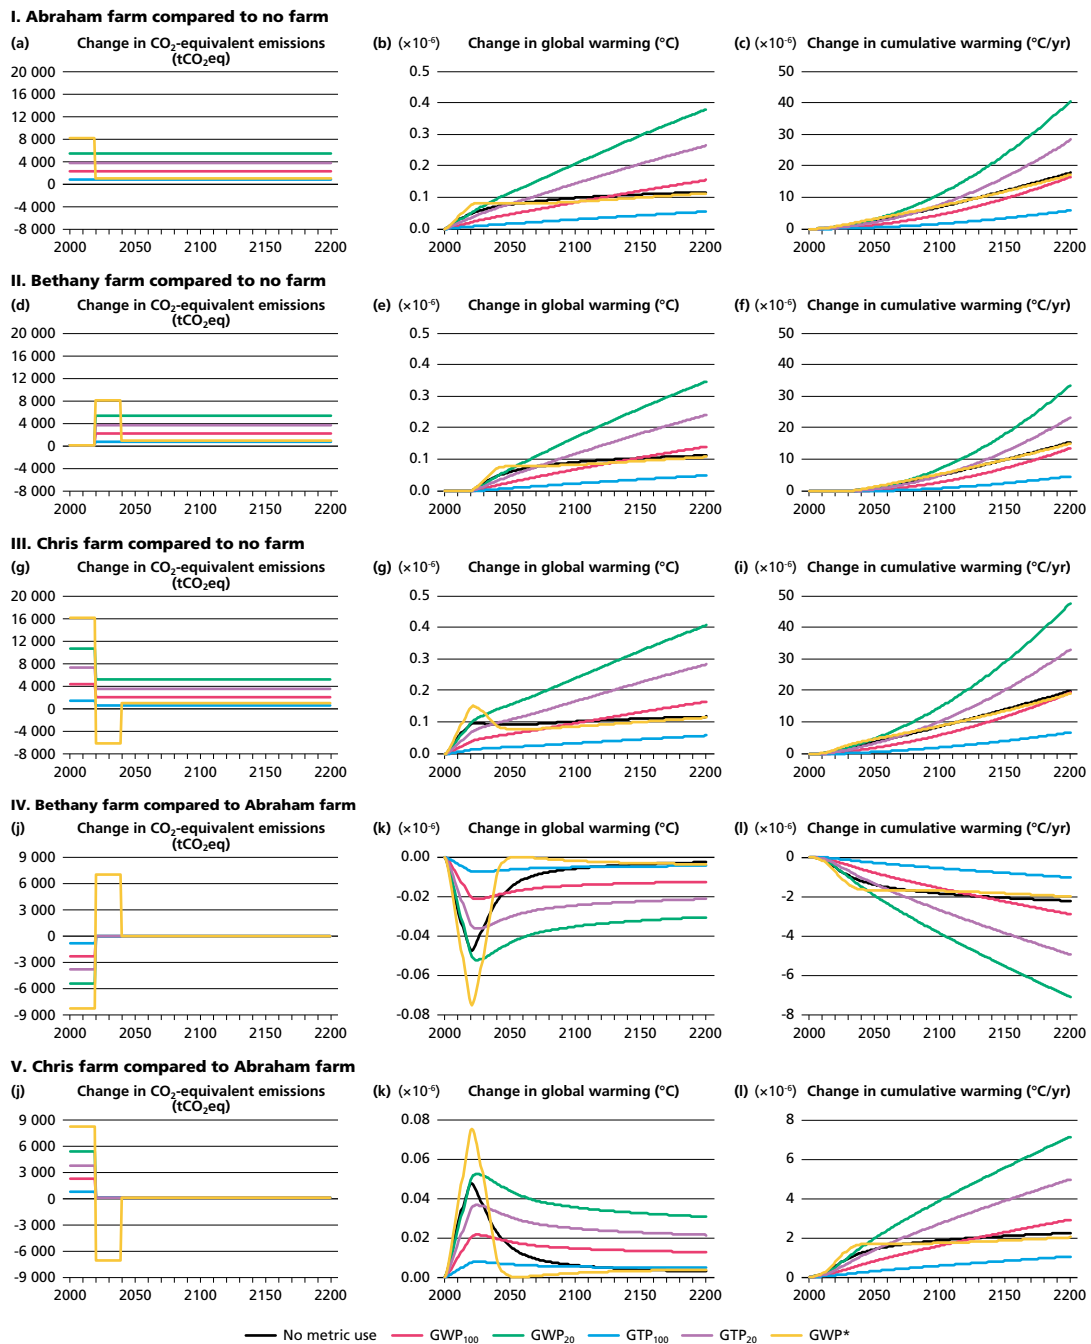 I. Abraham farm compared to no farm
(a) Change in CO₂-equivalent emissions (tCO₂eq)
20 000
16 000
12 000
8 000
4 000
0
-4 000
-8 000
2000 2050 2100 2150 2200
(b) (×10⁻⁶) Change in global warming (°C)
0.5
0.4
0.3
0.2
0.1
0.0
2000 2050 2100 2150 2200
(c) (×10⁻⁶) Change in cumulative warming (°C/yr)
50
40
30
20
10
0
2000 2050 2100 2150 2200
II. Bethany farm compared to no farm
(d) Change in CO₂-equivalent emissions (tCO₂eq)
20 000
16 000
12 000
8 000
4 000
0
-4 000
-8 000
2000 2050 2100 2150 2200
(e) (×10⁻⁶) Change in global warming (°C)
0.5
0.4
0.3
0.2
0.1
0.0
2000 2050 2100 2150 2200
(f) (×10⁻⁶) Change in cumulative warming (°C/yr)
50
40
30
20
10
0
2000 2050 2100 2150 2200
III. Chris farm compared to no farm
(g) Change in CO₂-equivalent emissions (tCO₂eq)
20 000
16 000
12 000
8 000
4 000
0
-4 000
-8 000
2000 2050 2100 2150 2200
(g) (×10⁻⁶) Change in global warming (°C)
0.5
0.4
0.3
0.2
0.1
0.0
2000 2050 2100 2150 2200
(i) (×10⁻⁶) Change in cumulative warming (°C/yr)
50
40
30
20
10
0
2000 2050 2100 2150 2200
IV. Bethany farm compared to Abraham farm
(j) Change in CO₂-equivalent emissions (tCO₂eq)
9 000
6 000
3 000
0
-3 000
-6 000
-9 000
2000 2050 2100 2150 2200
(k) (×10⁻⁶) Change in global warming (°C)
0.00
-0.02
-0.04
-0.06
-0.08
2000 2050 2100 2150 2200
(l) (×10⁻⁶) Change in cumulative warming (°C/yr)
0
-2
-4
-6
-8
2000 2050 2100 2150 2200
V. Chris farm compared to Abraham farm
(j) Change in CO₂-equivalent emissions (tCO₂eq)
9 000
6 000
3 000
0
-3 000
-6 000
-9 000
2000 2050 2100 2150 2200
(k) (×10⁻⁶) Change in global warming (°C)
0.08
0.06
0.04
0.02
0.00
2000 2050 2100 2150 2200
(l) (×10⁻⁶) Change in cumulative warming (°C/yr)
8
6
4
2
0
2000 2050 2100 2150 2200
No metric use GWP₁₀₀ GWP₂₀ GTP₁₀₀ GTP₂₀ GWP*